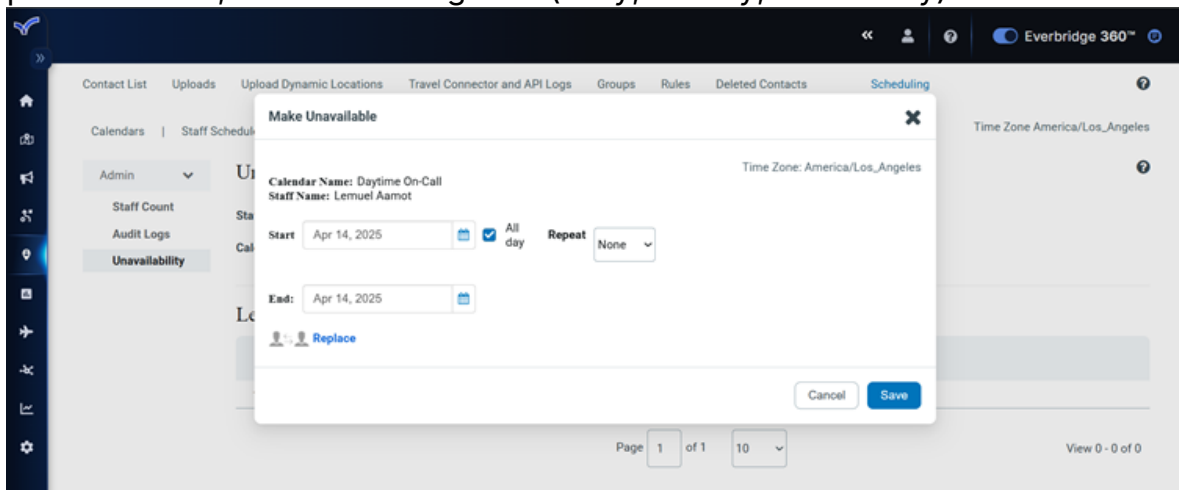 Everbridge 360™
Contact List Uploads Upload Dynamic Locations Travel Connector and API Logs Groups Rules Deleted Contacts Scheduling
Calendars | Staff Schedul
Time Zone America/Los_Angeles
Admin
Staff Count
Audit Logs
Unavailability
Make Unavailable
Time Zone: America/Los_Angeles
Calendar Name: Daytime On-Call
Staff Name: Lemuel Aamot
Start Apr 14, 2025 All day Repeat None
End: Apr 14, 2025
Replace
Cancel Save
Page 1 of 1 10 View 0 - 0 of 0